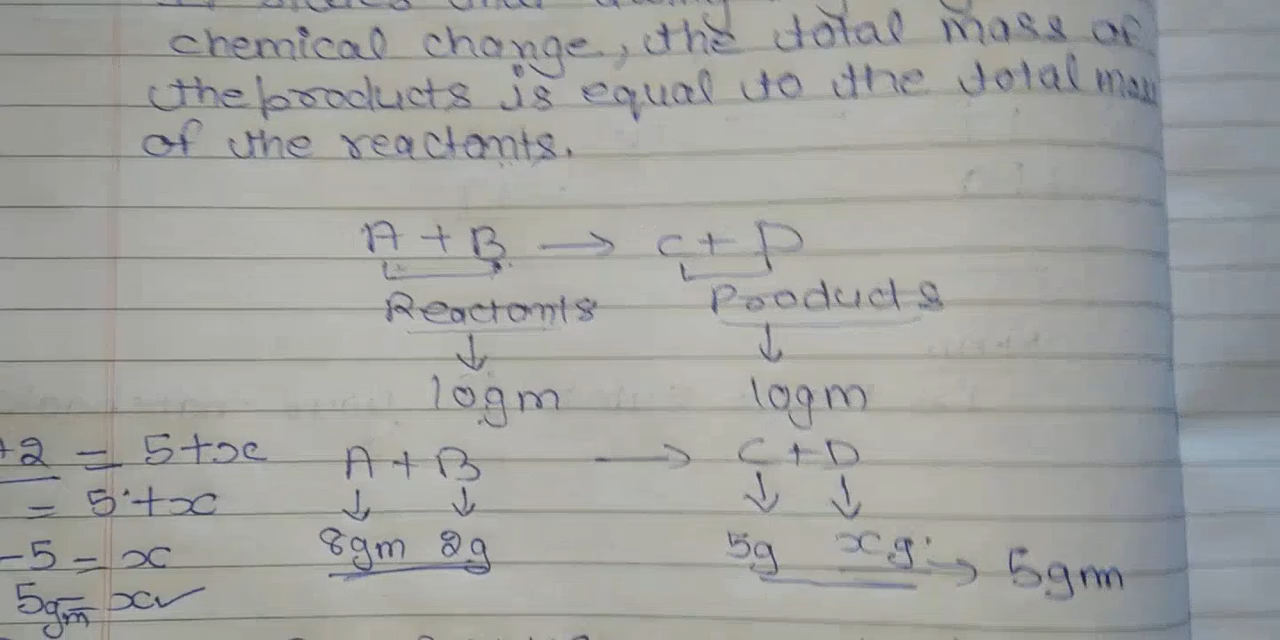 chemical change, the total mass of
the products is equal to the total mass
of the reactants.
A + B → C + D
Reactants Products
↓ ↓
10gm 10gm
+2 = 5+x A + B → C + D
= 5+x ↓ ↓ ↓ ↓
-5 = x 8gm 2g 5g xg. → 5gm
5gm = x✓